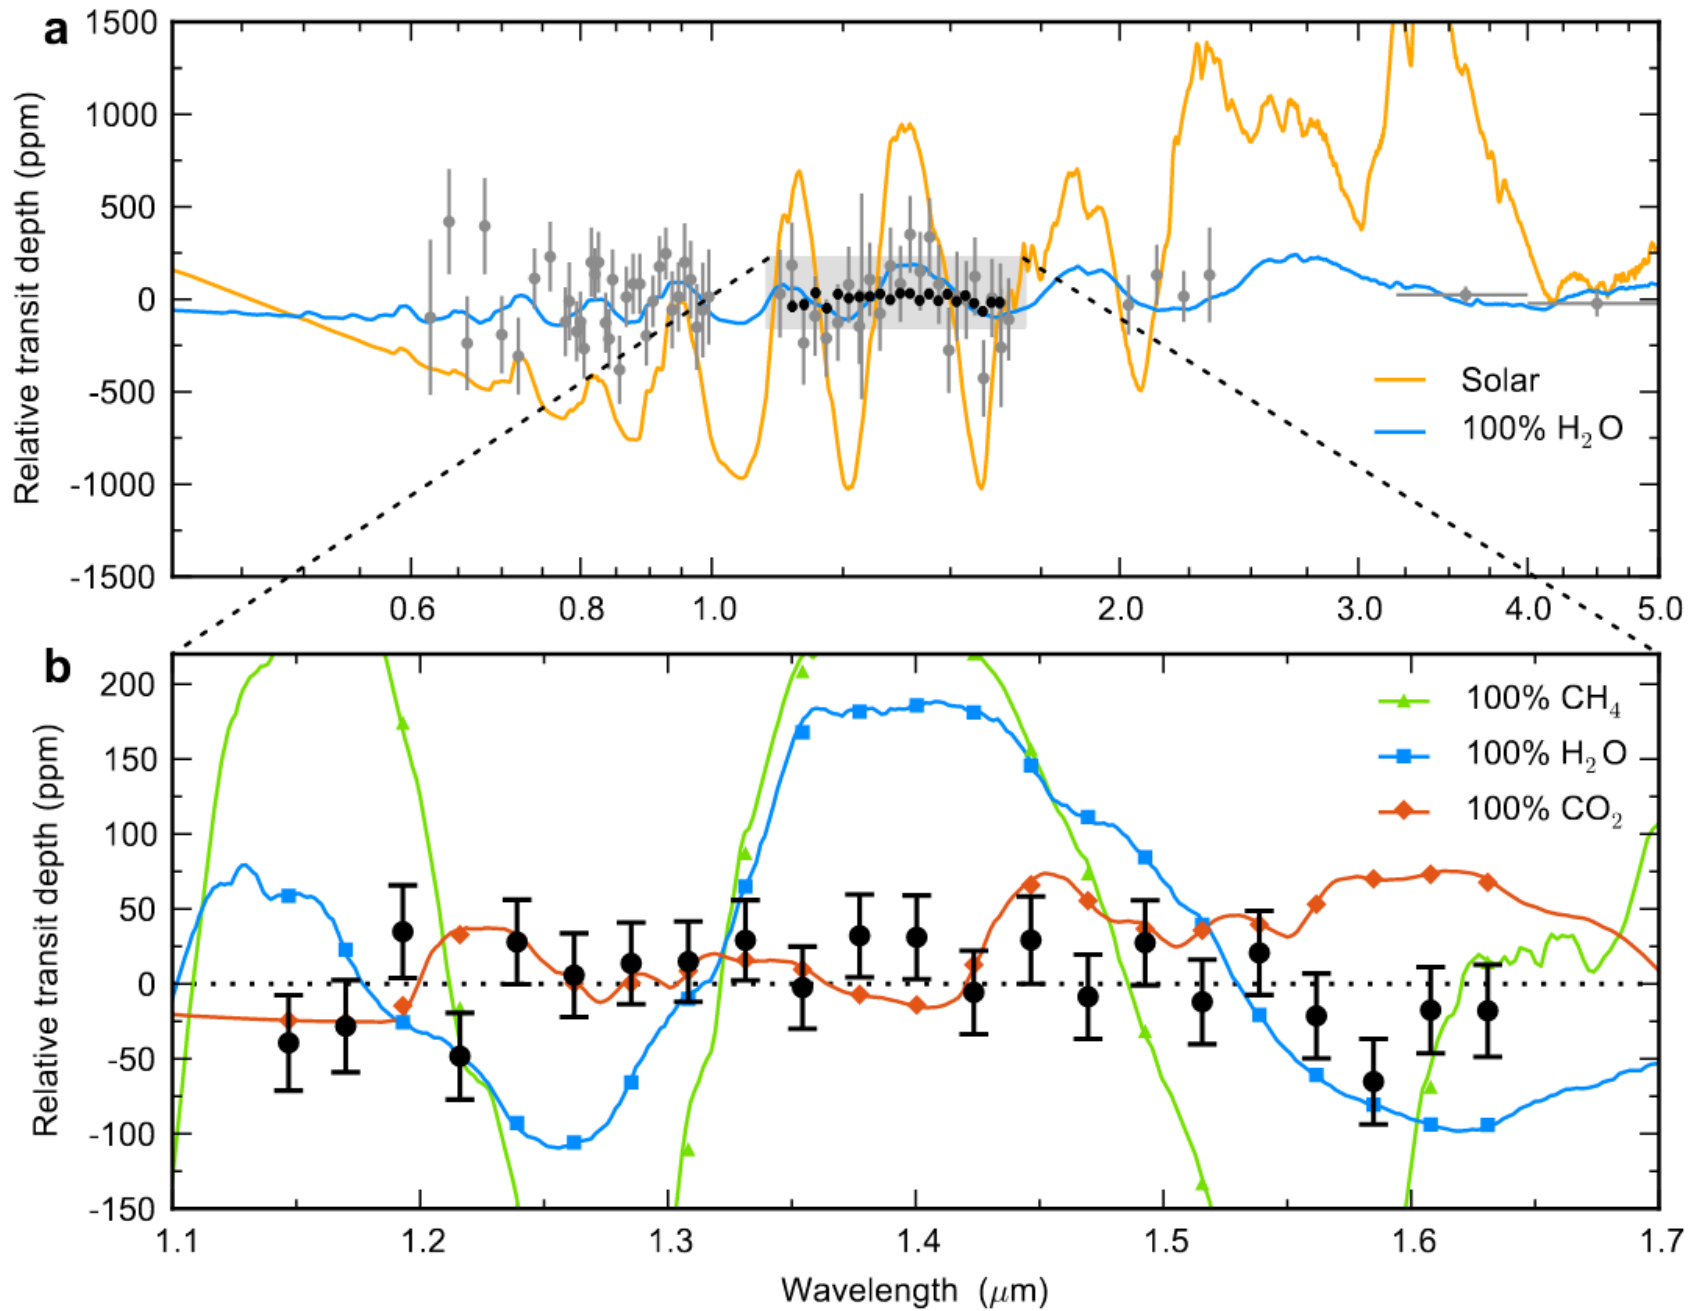 a
Relative transit depth (ppm)
1500
1000
500
0
-500
-1000
-1500
Solar
100% H₂O
0.6 0.8 1.0 2.0 3.0 4.0 5.0
b
Relative transit depth (ppm)
200
150
100
50
0
-50
-100
-150
100% CH₄
100% H₂O
100% CO₂
1.1 1.2 1.3 1.4 1.5 1.6 1.7
Wavelength (μm)